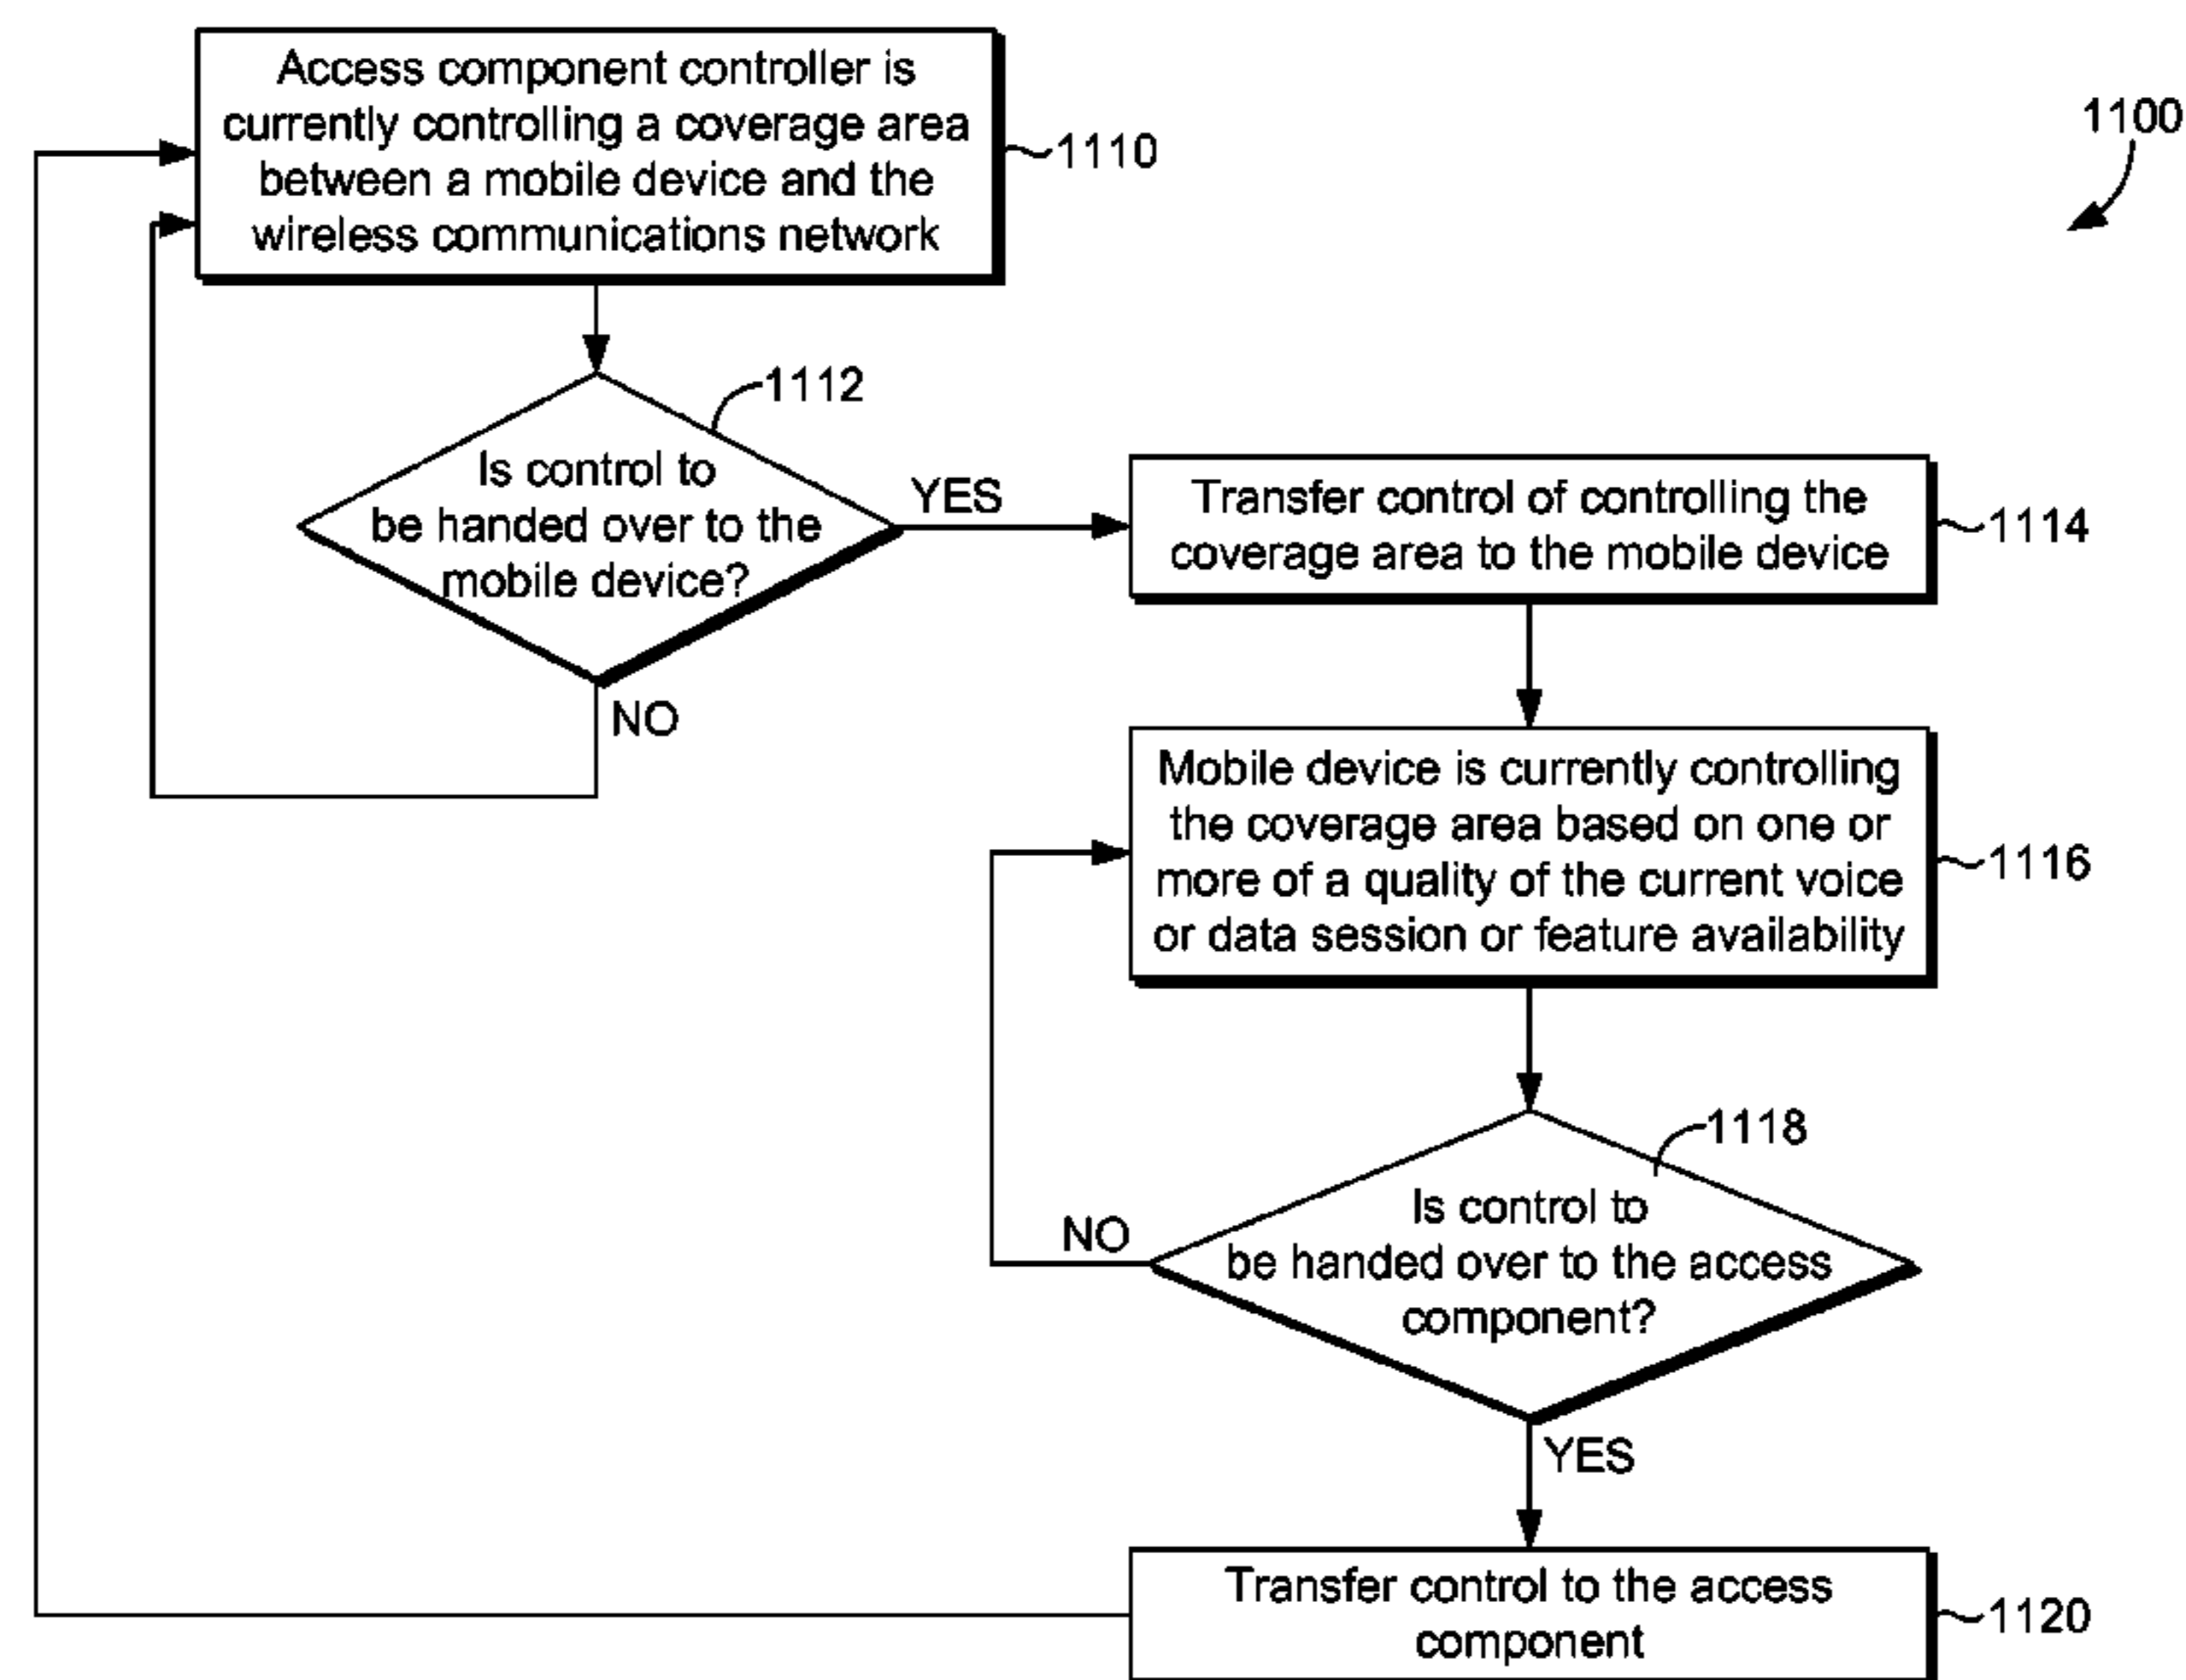 Access component controller is
currently controlling a coverage area
between a mobile device and the
wireless communications network
1110
1100
1112
Is control to
be handed over to the
mobile device?
YES
NO
Transfer control of controlling the
coverage area to the mobile device
1114
Mobile device is currently controlling
the coverage area based on one or
more of a quality of the current voice
or data session or feature availability
1116
1118
Is control to
be handed over to the access
component?
NO
YES
Transfer control to the access
component
1120